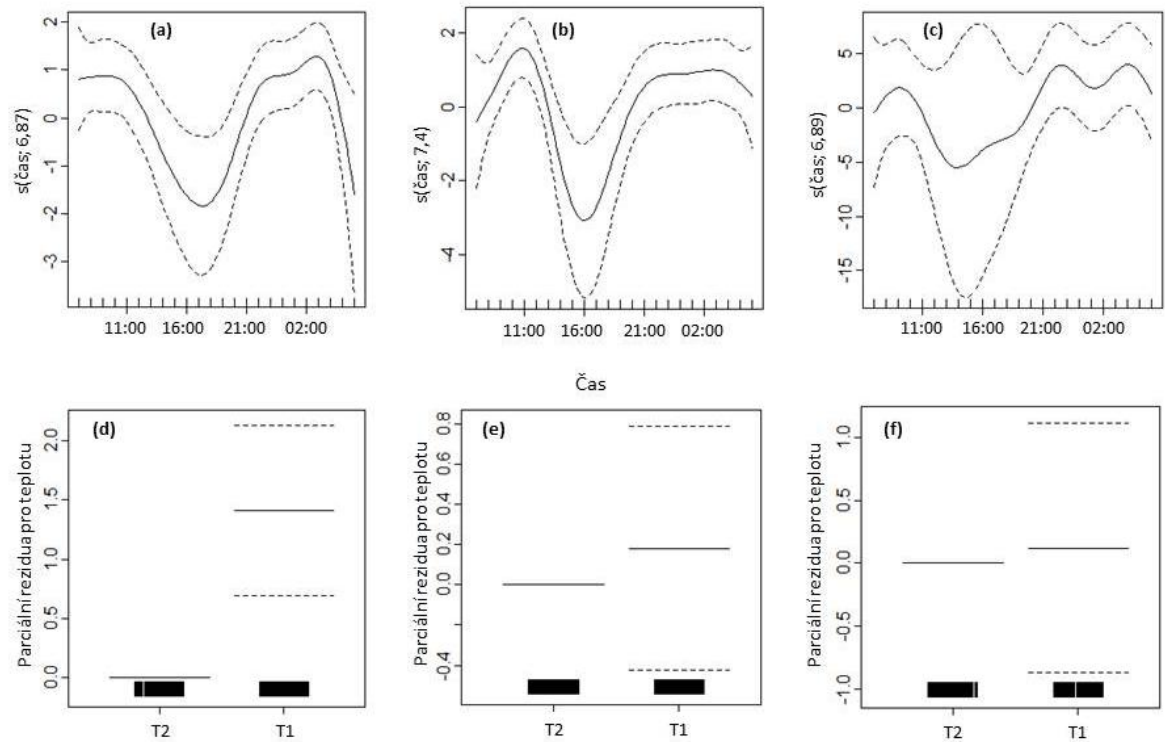 (a)
s(čas; 6,87)
2
1
0
-1
-2
-3
11:00 16:00 21:00 02:00
(b)
s(čas; 7,4)
2
0
-2
-4
11:00 16:00 21:00 02:00
(c)
s(čas; 6,89)
5
0
-5
-10
-15
11:00 16:00 21:00 02:00
Čas
(d)
Parciální rezidua pro teplotu
2.0
1.5
1.0
0.5
0.0
T2 T1
(e)
Parciální rezidua pro teplotu
0.8
0.6
0.4
0.2
0.0
-0.4
T2 T1
(f)
Parciální rezidua pro teplotu
1.0
0.5
0.0
-0.5
-1.0
T2 T1